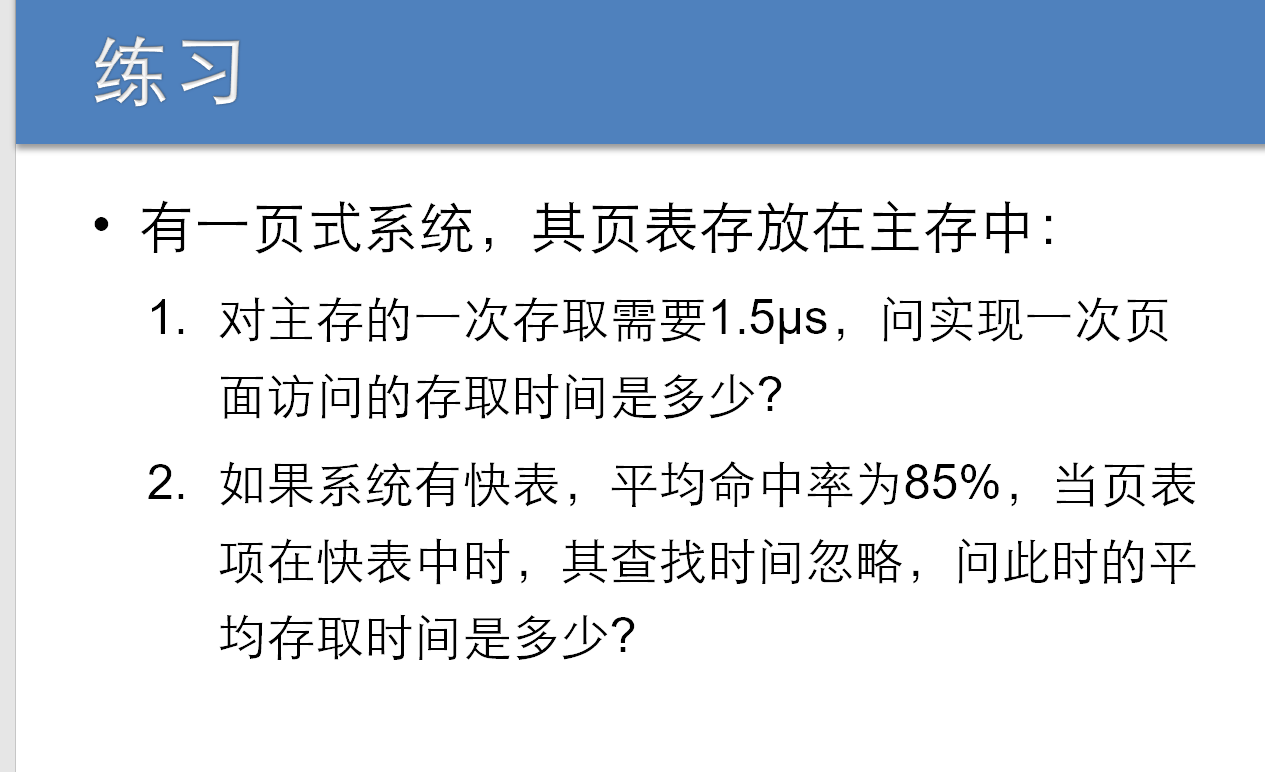 练习
• 有一页式系统，其页表存放在主存中：
1. 对主存的一次存取需要1.5μs，问实现一次页
面访问的存取时间是多少?
2. 如果系统有快表，平均命中率为85%，当页表
项在快表中时，其查找时间忽略，问此时的平
均存取时间是多少?